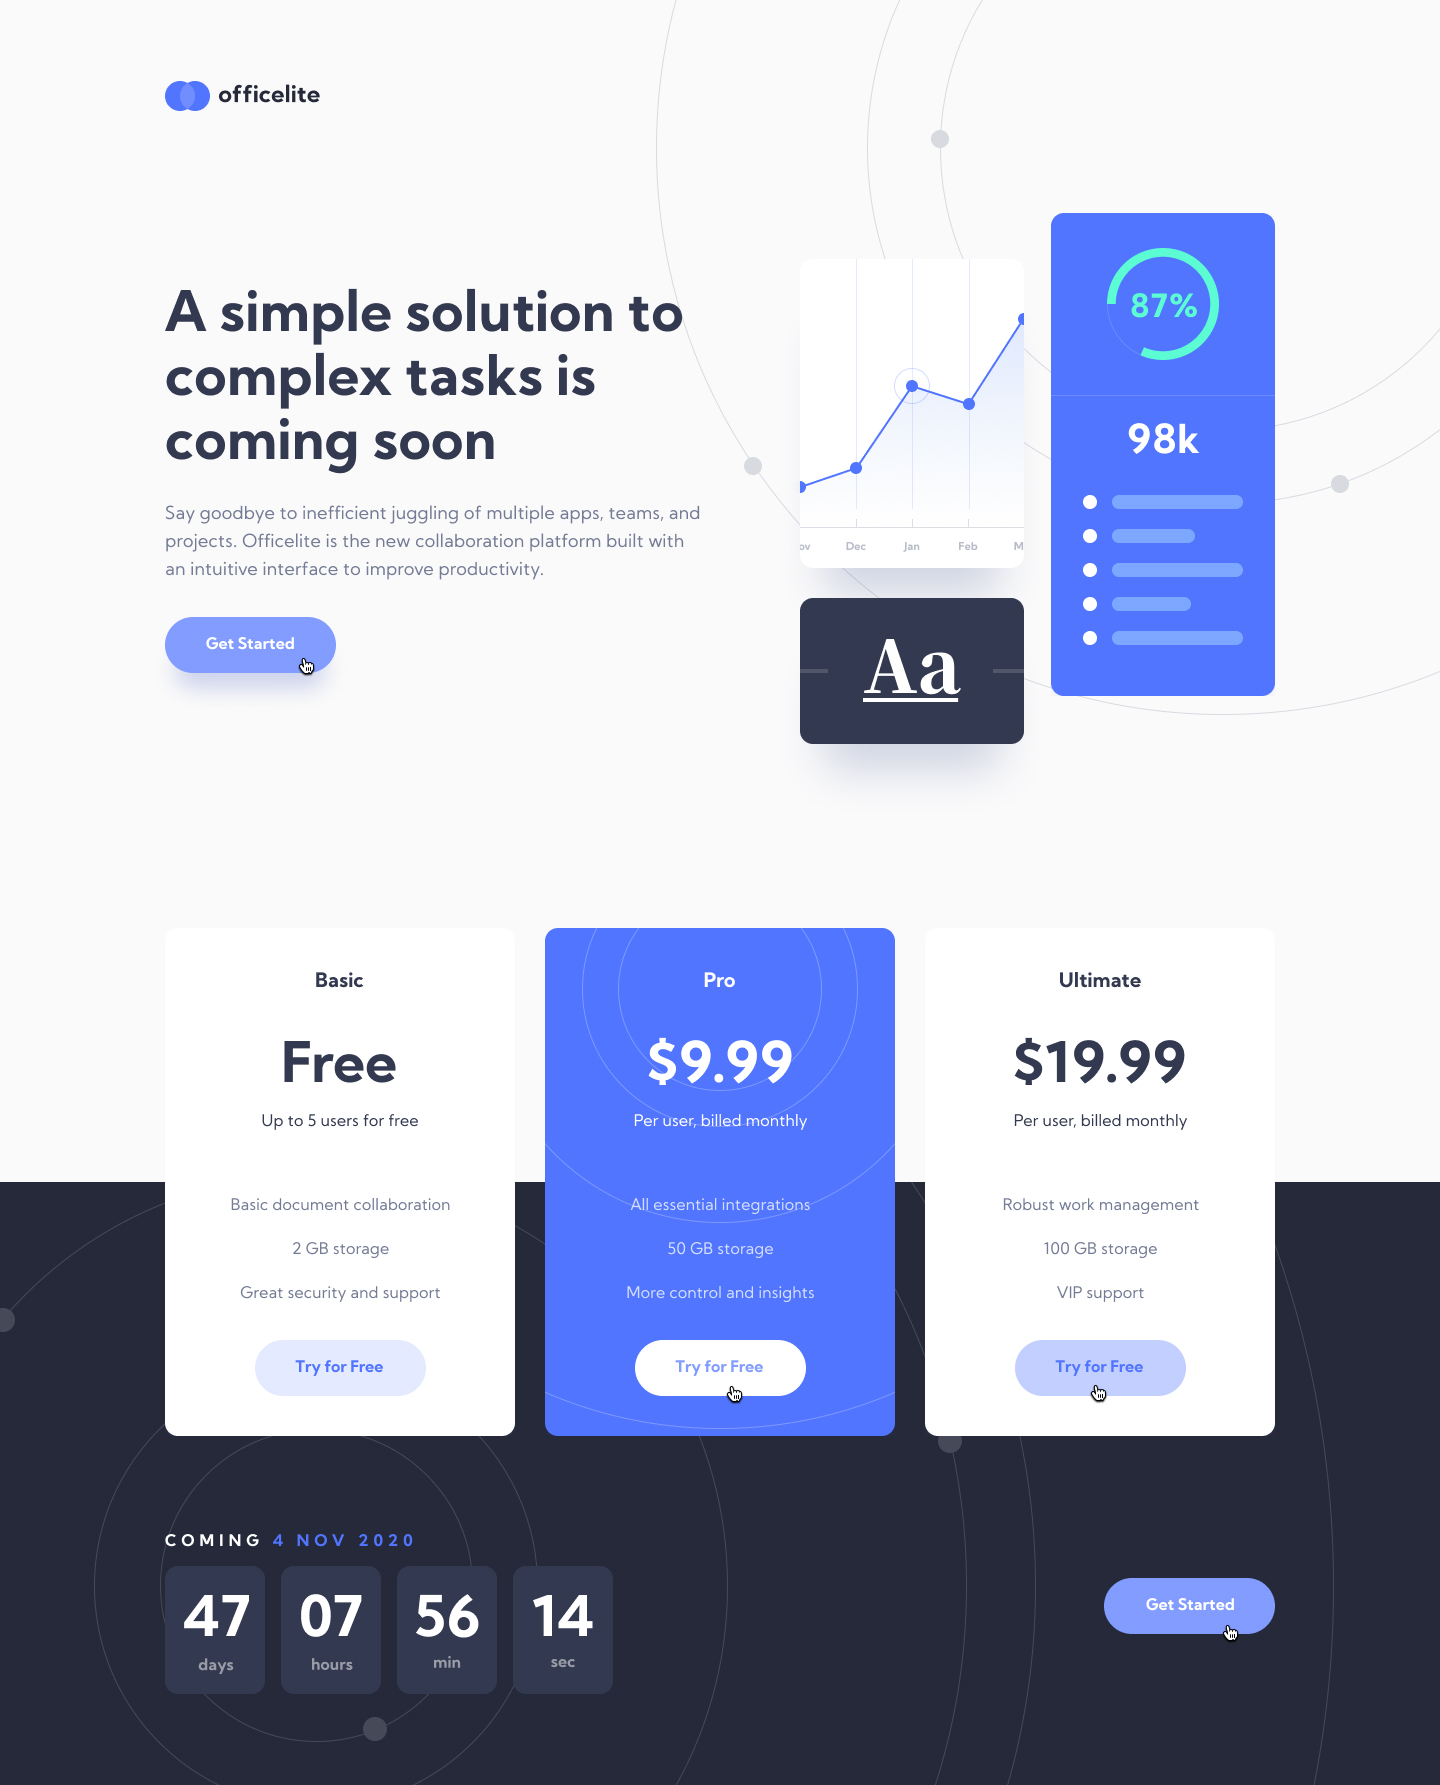 officelite
A simple solution to
complex tasks is
coming soon
Say goodbye to inefficient juggling of multiple apps, teams, and
projects. Officelite is the new collaboration platform built with
an intuitive interface to improve productivity.
Get Started
ov Dec Jan Feb M
Aa
87%
98k
Basic
Free
Up to 5 users for free
Basic document collaboration
2 GB storage
Great security and support
Try for Free
Pro
$9.99
Per user, billed monthly
All essential integrations
50 GB storage
More control and insights
Try for Free
Ultimate
$19.99
Per user, billed monthly
Robust work management
100 GB storage
VIP support
Try for Free
COMING 4 NOV 2020
47 07 56 14
days hours min sec
Get Started